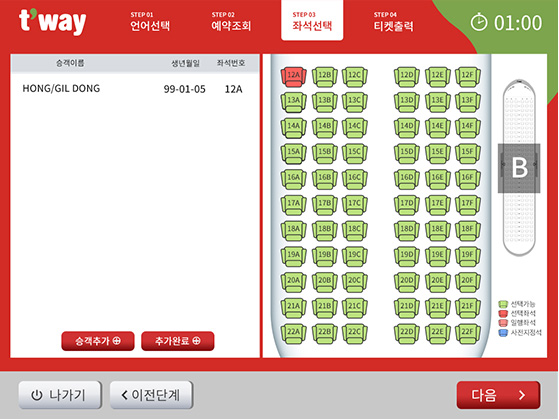 t'way
STEP 01
언어선택
STEP 02
예약조회
STEP 03
좌석선택
STEP 04
티켓출력
01:00
승객이름 생년월일 좌석번호
HONG/GIL DONG 99-01-05 12A
12A 12B 12C 12D 12E 12F
13A 13B 13C 13D 13E 13F
14A 14B 14C 14D 14E 14F
15A 15B 15C 15D 15E 15F
16A 16B 16C 16D 16E 16F
17A 17B 17C 17D 17E 17F
18A 18B 18C 18D 18E 18F
19A 19B 19C 19D 19E 19F
20A 20B 20C 20D 20E 20F
21A 21B 21C 21D 21E 21F
22A 22B 22C 22D 22E 22F
B
선택가능
선택좌석
일행좌석
사전지정석
승객추가
추가완료
나가기
이전단계
다음